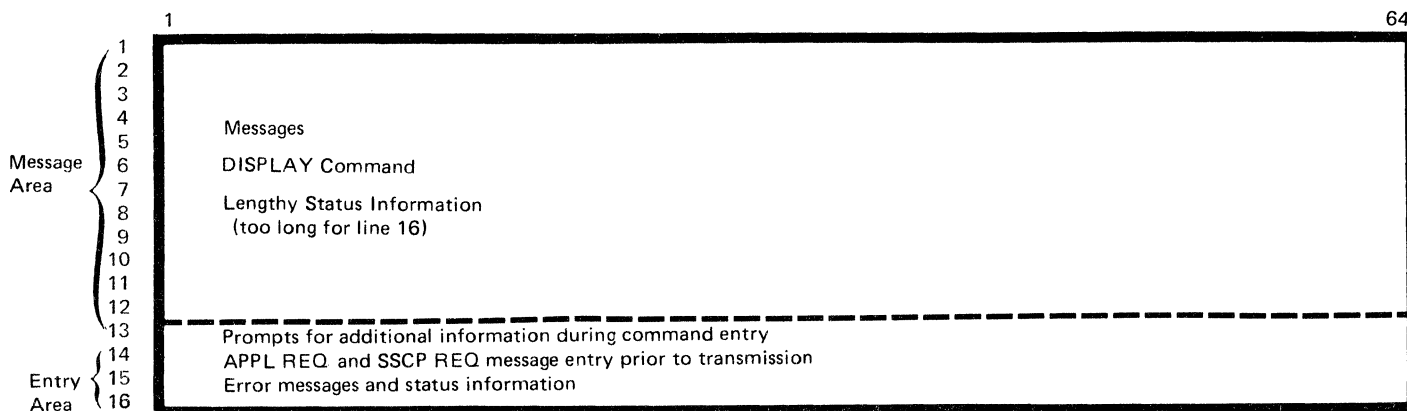 1 64
1
2
3
4
Messages
5
Message Area
6
DISPLAY Command
7
Lengthy Status Information
8
(too long for line 16)
9
10
11
12
13
Prompts for additional information during command entry
14
APPL REQ and SSCP REQ message entry prior to transmission
Entry Area
15
Error messages and status information
16